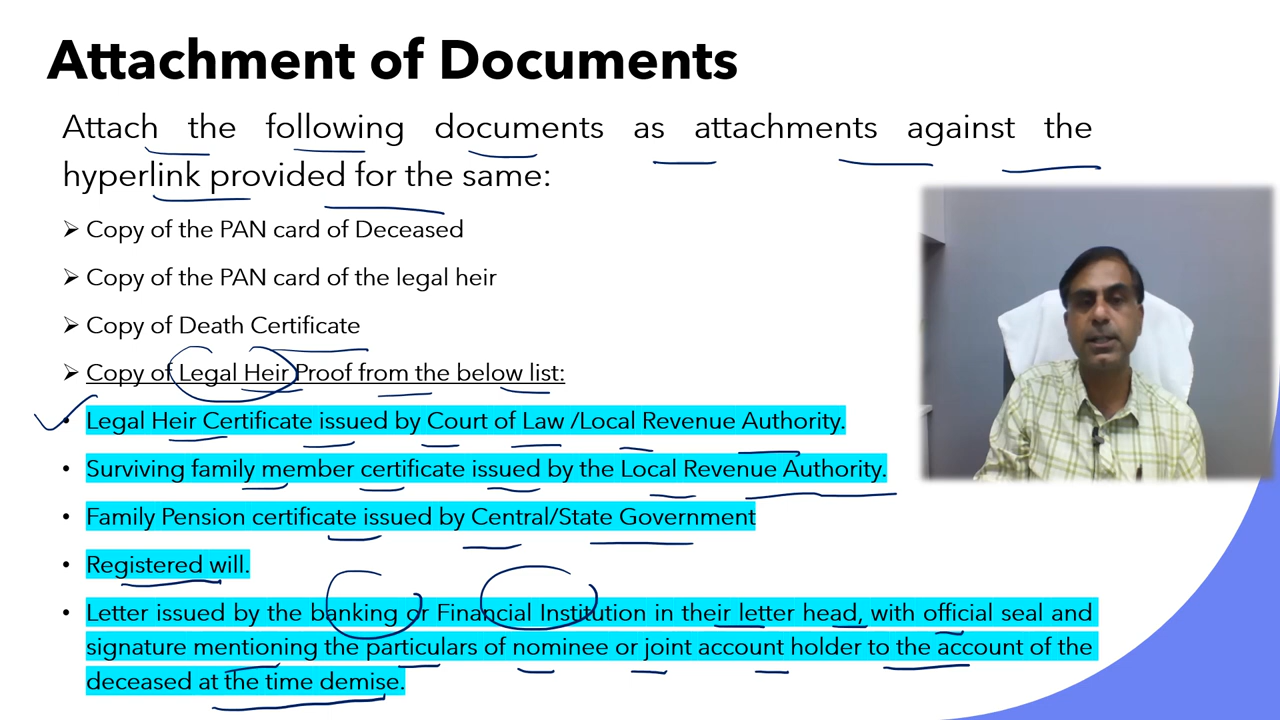 Attachment of Documents
Attach the following documents as attachments against the
hyperlink provided for the same:
➢ Copy of the PAN card of Deceased
➢ Copy of the PAN card of the legal heir
➢ Copy of Death Certificate
➢ Copy of Legal Heir Proof from the below list:
• Legal Heir Certificate issued by Court of Law /Local Revenue Authority.
• Surviving family member certificate issued by the Local Revenue Authority.
• Family Pension certificate issued by Central/State Government
• Registered will.
• Letter issued by the banking or Financial Institution in their letter head, with official seal and
signature mentioning the particulars of nominee or joint account holder to the account of the
deceased at the time demise.